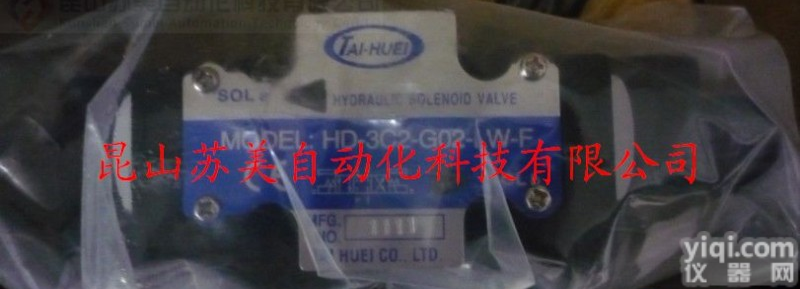 TAI-HUEI
SOL a
HYDRAULIC SOLENOID VALVE
MODEL: HD-3C2-G02-LW-F
昆山苏美自动化科技有限公司
MFG.
NO.
HUEI CO., LTD.
yiqi.com
仪器网